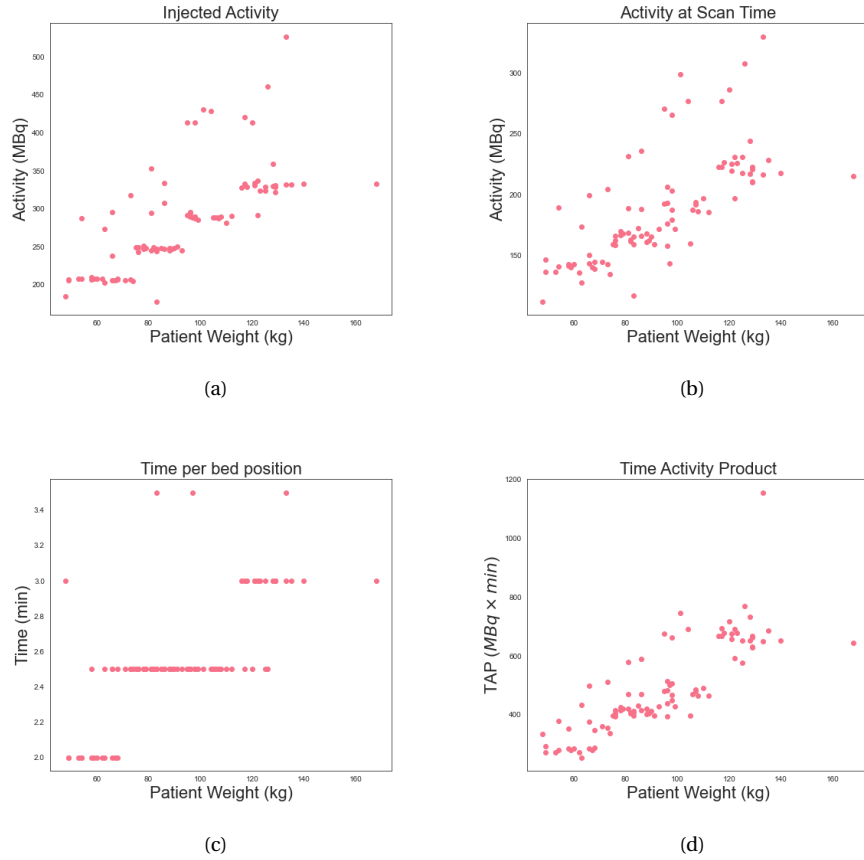 Injected Activity
Activity (MBq)
500
450
400
350
300
250
200
60 80 100 120 140 160
Patient Weight (kg)
(a)
Activity at Scan Time
Activity (MBq)
300
250
200
150
60 80 100 120 140 160
Patient Weight (kg)
(b)
Time per bed position
Time (min)
3.4
3.2
3.0
2.8
2.6
2.4
2.2
2.0
60 80 100 120 140 160
Patient Weight (kg)
(c)
Time Activity Product
TAP (MBq × min)
1200
1000
800
600
400
60 80 100 120 140 160
Patient Weight (kg)
(d)